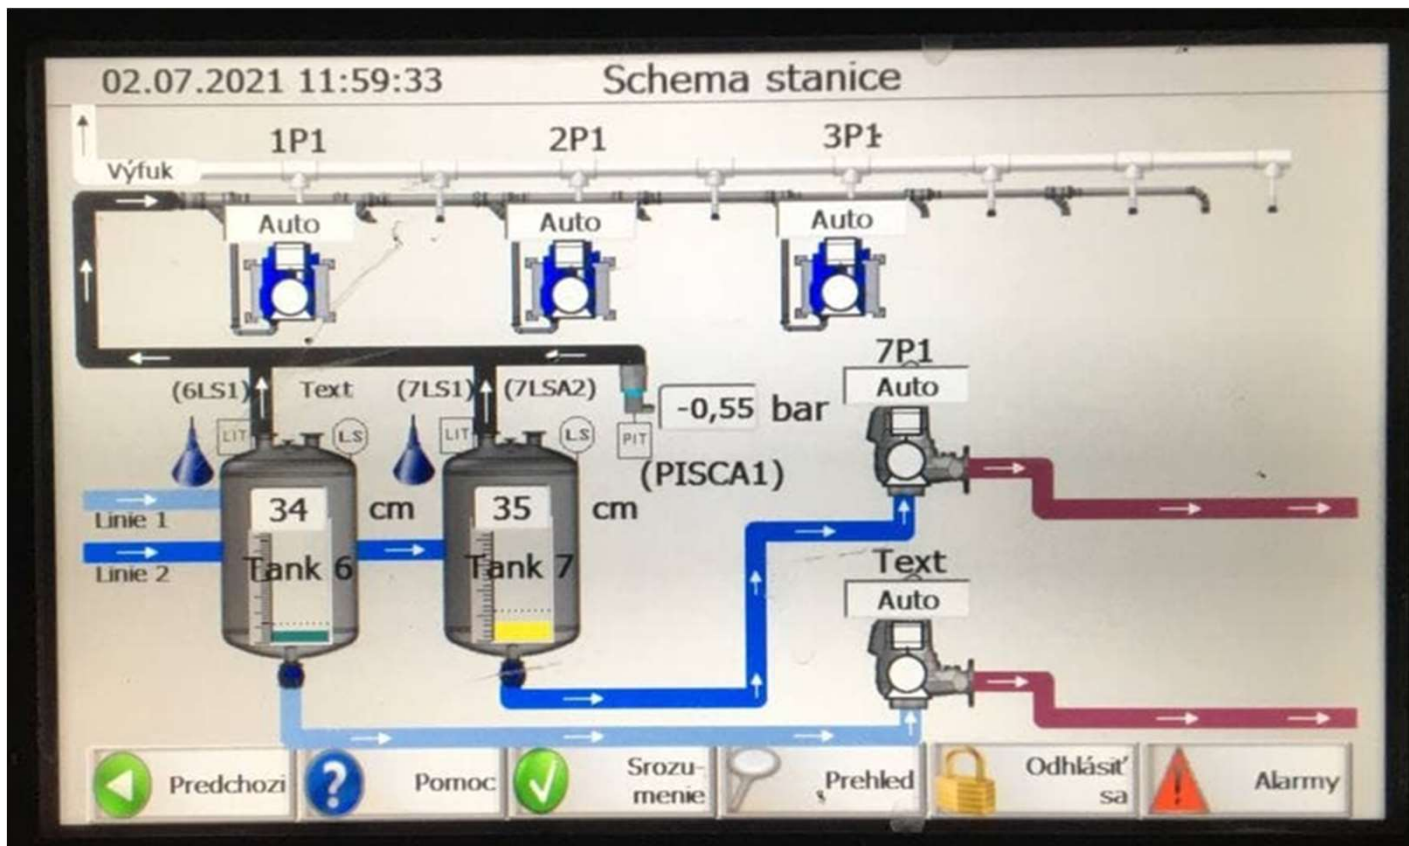 02.07.2021 11:59:33 Schema stanice
1P1 2P1 3P1
Výfuk
Auto Auto Auto
7P1
Auto
(6LS1) Text (7LS1) (7LSA2)
-0,55 bar
LIT LS LIT LS PIT
(PISCA1)
34 cm 35 cm
Linie 1
Linie 2
Tank 6 Tank 7
Text
Auto
Predchozi Pomoc Srozu-
menie Prehled Odhlásiť
sa Alarmy